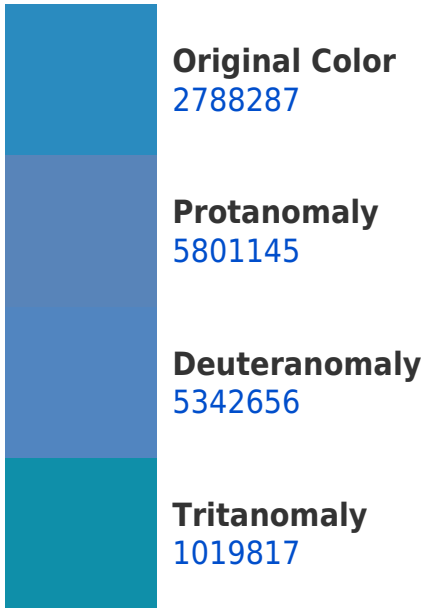 Original Color
2788287
Protanomaly
5801145
Deuteranomaly
5342656
Tritanomaly
1019817